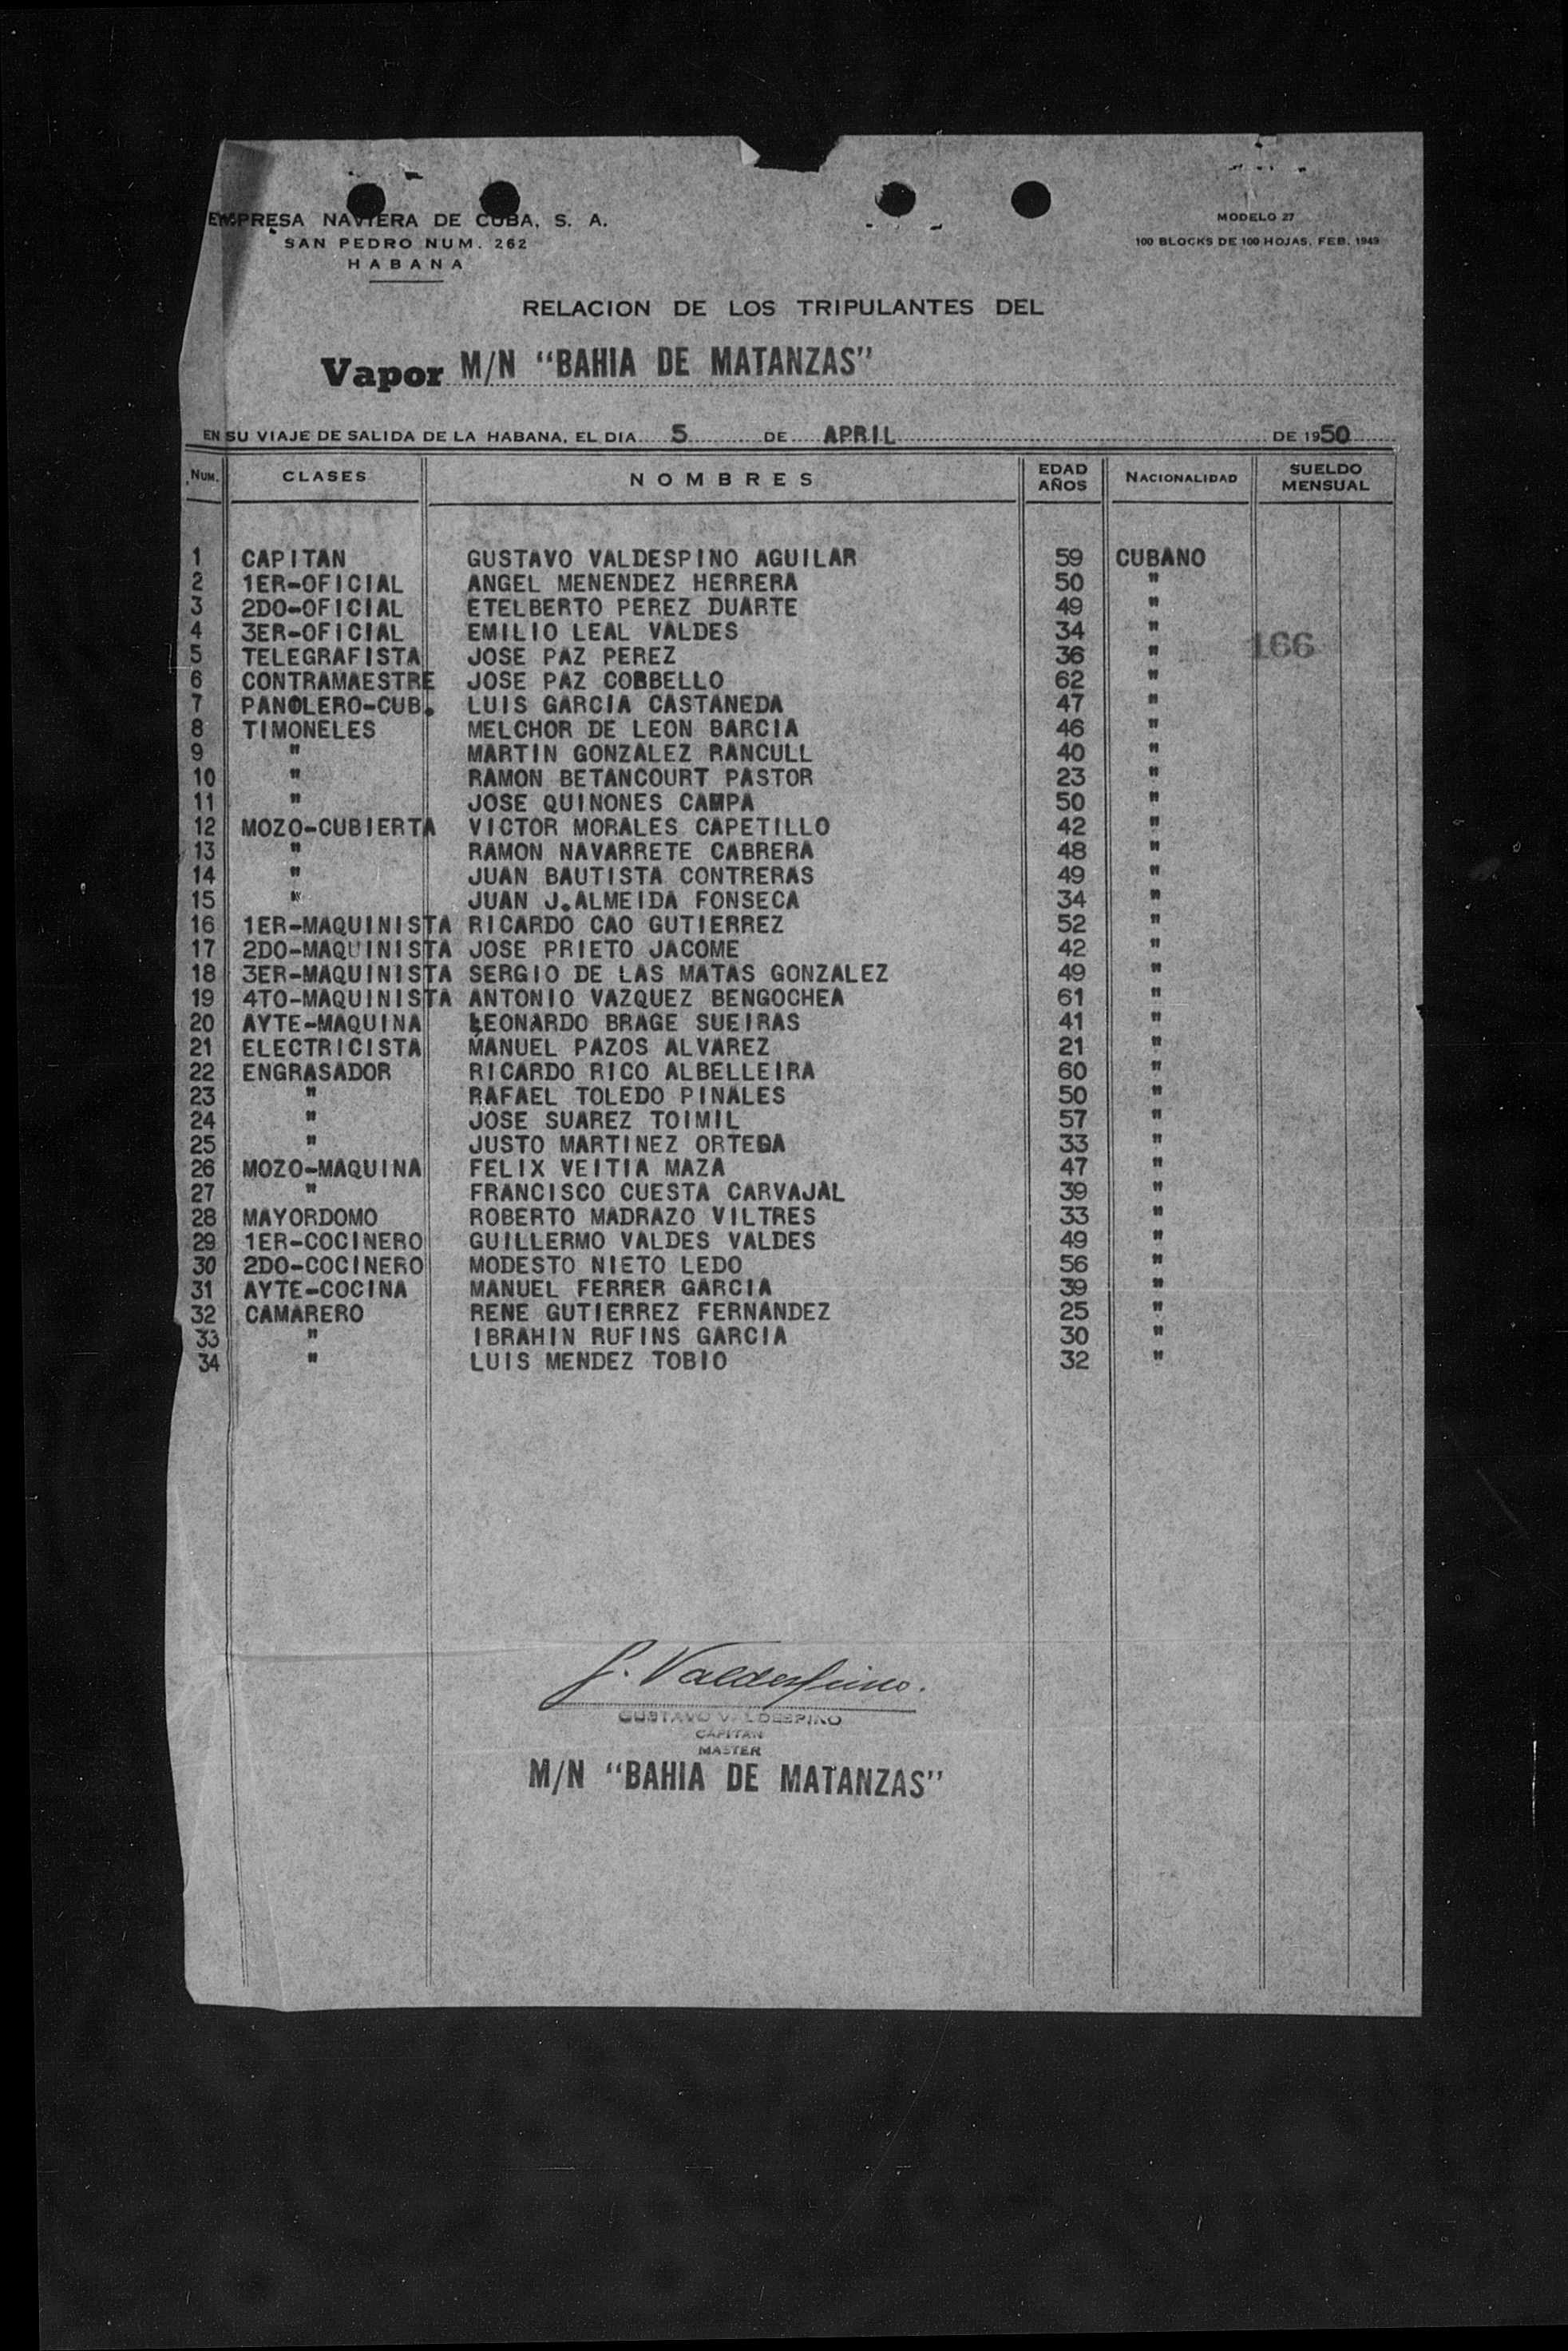 EMPRESA NAVIERA DE CUBA, S. A.
SAN PEDRO NUM. 262
HABANA
MODELO 27
100 BLOCKS DE 100 HOJAS, FEB. 1949
RELACION DE LOS TRIPULANTES DEL
Vapor M/N "BAHIA DE MATANZAS"
EN SU VIAJE DE SALIDA DE LA HABANA, EL DIA 5 DE APRIL DE 1950
NUM. CLASES NOMBRES EDAD AÑOS NACIONALIDAD SUELDO MENSUAL
1 CAPITAN GUSTAVO VALDESPINO AGUILAR 59 CUBANO
2 1ER-OFICIAL ANGEL MENENDEZ HERRERA 50 "
3 2DO-OFICIAL ETELBERTO PEREZ DUARTE 49 "
4 3ER-OFICIAL EMILIO LEAL VALDES 34 "
166
5 TELEGRAFISTA JOSE PAZ PEREZ 36 "
6 CONTRAMAESTRE JOSE PAZ COBBELLO 62 "
7 PANOLERO-CUB. LUIS GARCIA CASTANEDA 47 "
8 TIMONELES MELCHOR DE LEON BARCIA 46 "
9 " MARTIN GONZALEZ RANCULL 40 "
10 " RAMON BETANCOURT PASTOR 23 "
11 " JOSE QUINONES CAMPA 50 "
12 MOZO-CUBIERTA VICTOR MORALES CAPETILLO 42 "
13 " RAMON NAVARRETE CABRERA 48 "
14 " JUAN BAUTISTA CONTRERAS 49 "
15 " JUAN J.ALMEIDA FONSECA 34 "
16 1ER-MAQUINISTA RICARDO CAO GUTIERREZ 52 "
17 2DO-MAQUINISTA JOSE PRIETO JACOME 42 "
18 3ER-MAQUINISTA SERGIO DE LAS MATAS GONZALEZ 49 "
19 4TO-MAQUINISTA ANTONIO VAZQUEZ BENGOCHEA 61 "
20 AYTE-MAQUINA LEONARDO BRAGE SUEIRAS 41 "
21 ELECTRICISTA MANUEL PAZOS ALVAREZ 21 "
22 ENGRASADOR RICARDO RICO ALBELLEIRA 60 "
23 " RAFAEL TOLEDO PINALES 50 "
24 " JOSE SUAREZ TOIMIL 57 "
25 " JUSTO MARTINEZ ORTEGA 33 "
26 MOZO-MAQUINA FELIX VEITIA MAZA 47 "
27 " FRANCISCO CUESTA CARVAJAL 39 "
28 MAYORDOMO ROBERTO MADRAZO VILTRES 33 "
29 1ER-COCINERO GUILLERMO VALDES VALDES 49 "
30 2DO-COCINERO MODESTO NIETO LEDO 56 "
31 AYTE-COCINA MANUEL FERRER GARCIA 39 "
32 CAMARERO RENE GUTIERREZ FERNANDEZ 25 "
33 " IBRAHIN RUFINS GARCIA 30 "
34 " LUIS MENDEZ TOBIO 32 "
G. Valdespino.
GUSTAVO VALDESPINO
CAPITAN
MASTER
M/N "BAHIA DE MATANZAS"